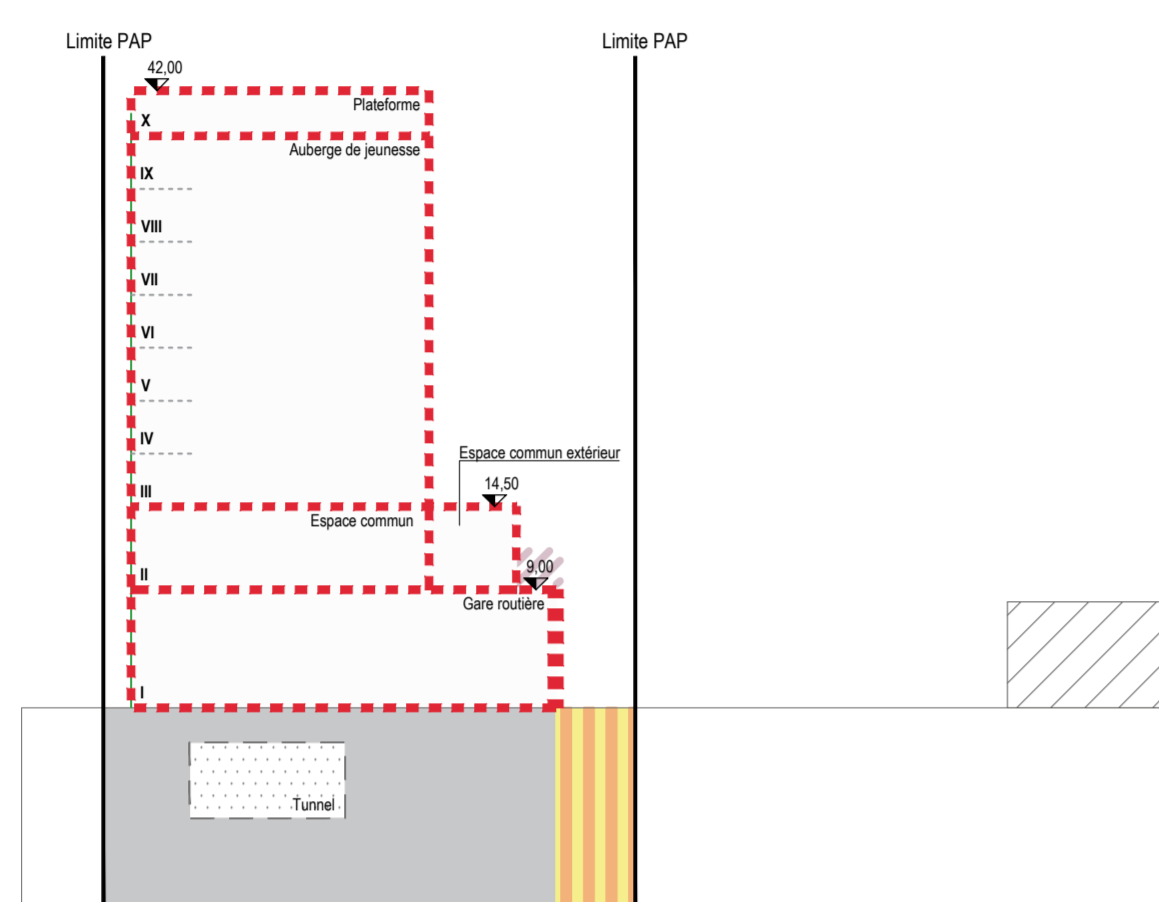 Limite PAP
Limite PAP
42,00
Plateforme
X
Auberge de jeunesse
IX
VIII
VII
VI
V
IV
Espace commun extérieur
III
14,50
Espace commun
II
9,00
Gare routière
I
Tunnel